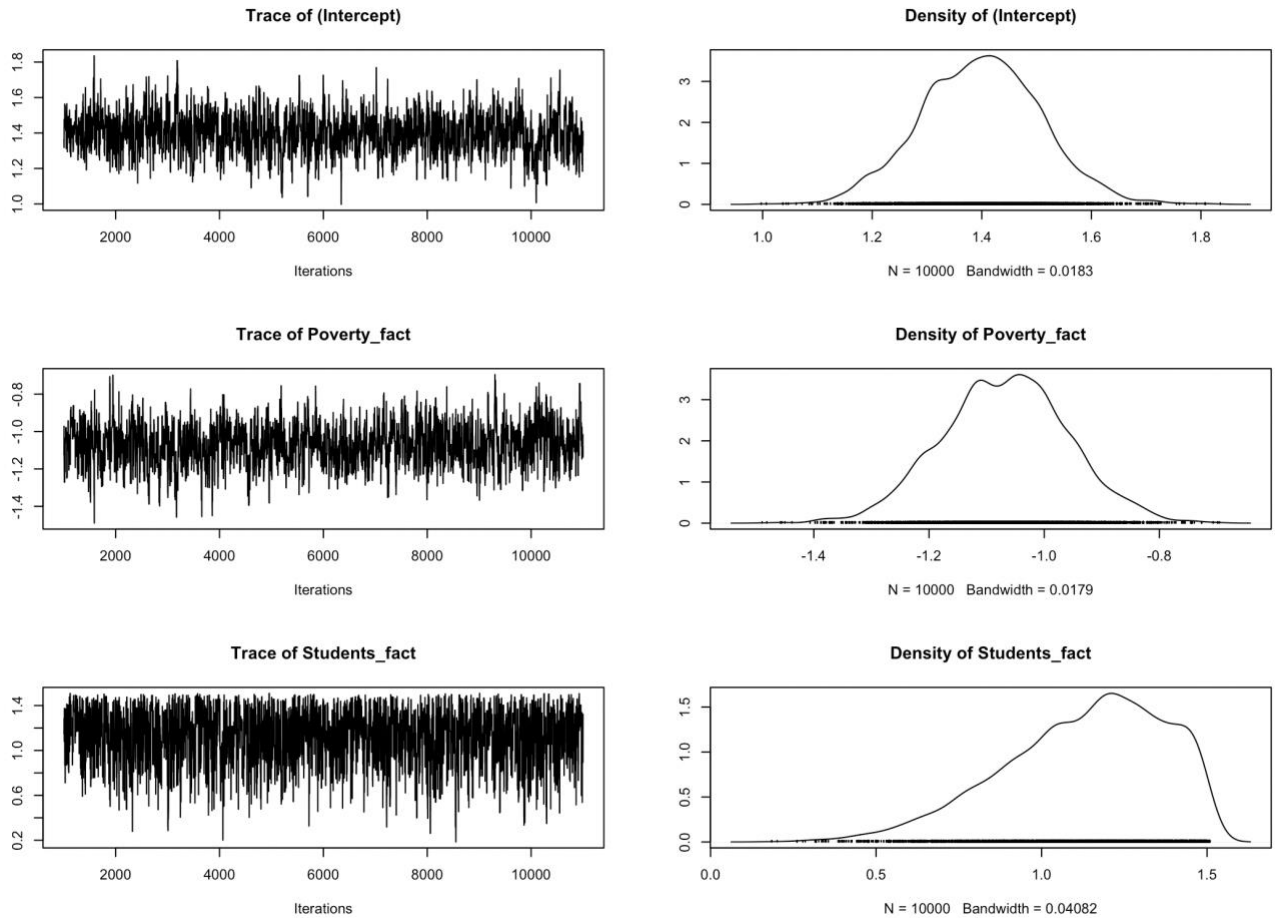 Trace of (Intercept)
1.0 1.2 1.4 1.6 1.8
2000 4000 6000 8000 10000
Iterations
Density of (Intercept)
0 1 2 3
1.0 1.2 1.4 1.6 1.8
N = 10000 Bandwidth = 0.0183
Trace of Poverty_fact
-1.4 -1.2 -1.0 -0.8
2000 4000 6000 8000 10000
Iterations
Density of Poverty_fact
0 1 2 3
-1.4 -1.2 -1.0 -0.8
N = 10000 Bandwidth = 0.0179
Trace of Students_fact
0.2 0.6 1.0 1.4
2000 4000 6000 8000 10000
Iterations
Density of Students_fact
0.0 0.5 1.0 1.5
0.0 0.5 1.0 1.5
N = 10000 Bandwidth = 0.04082